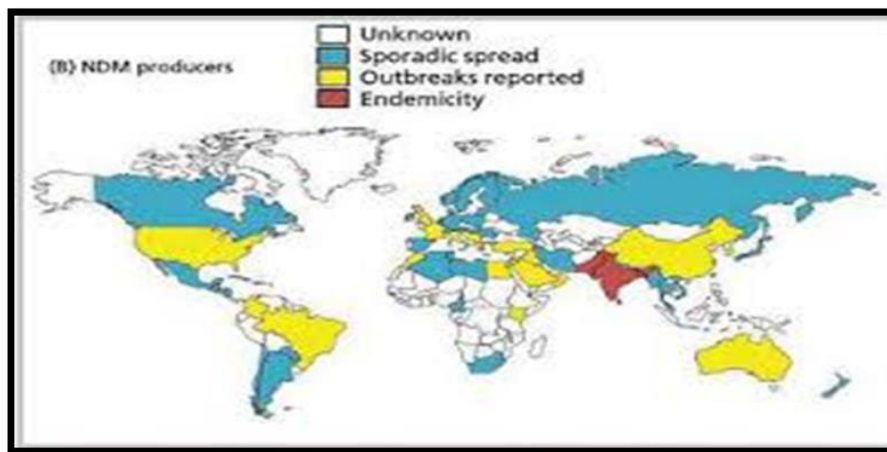 Unknown
Sporadic spread
(B) NDM producers
Outbreaks reported
Endemicity